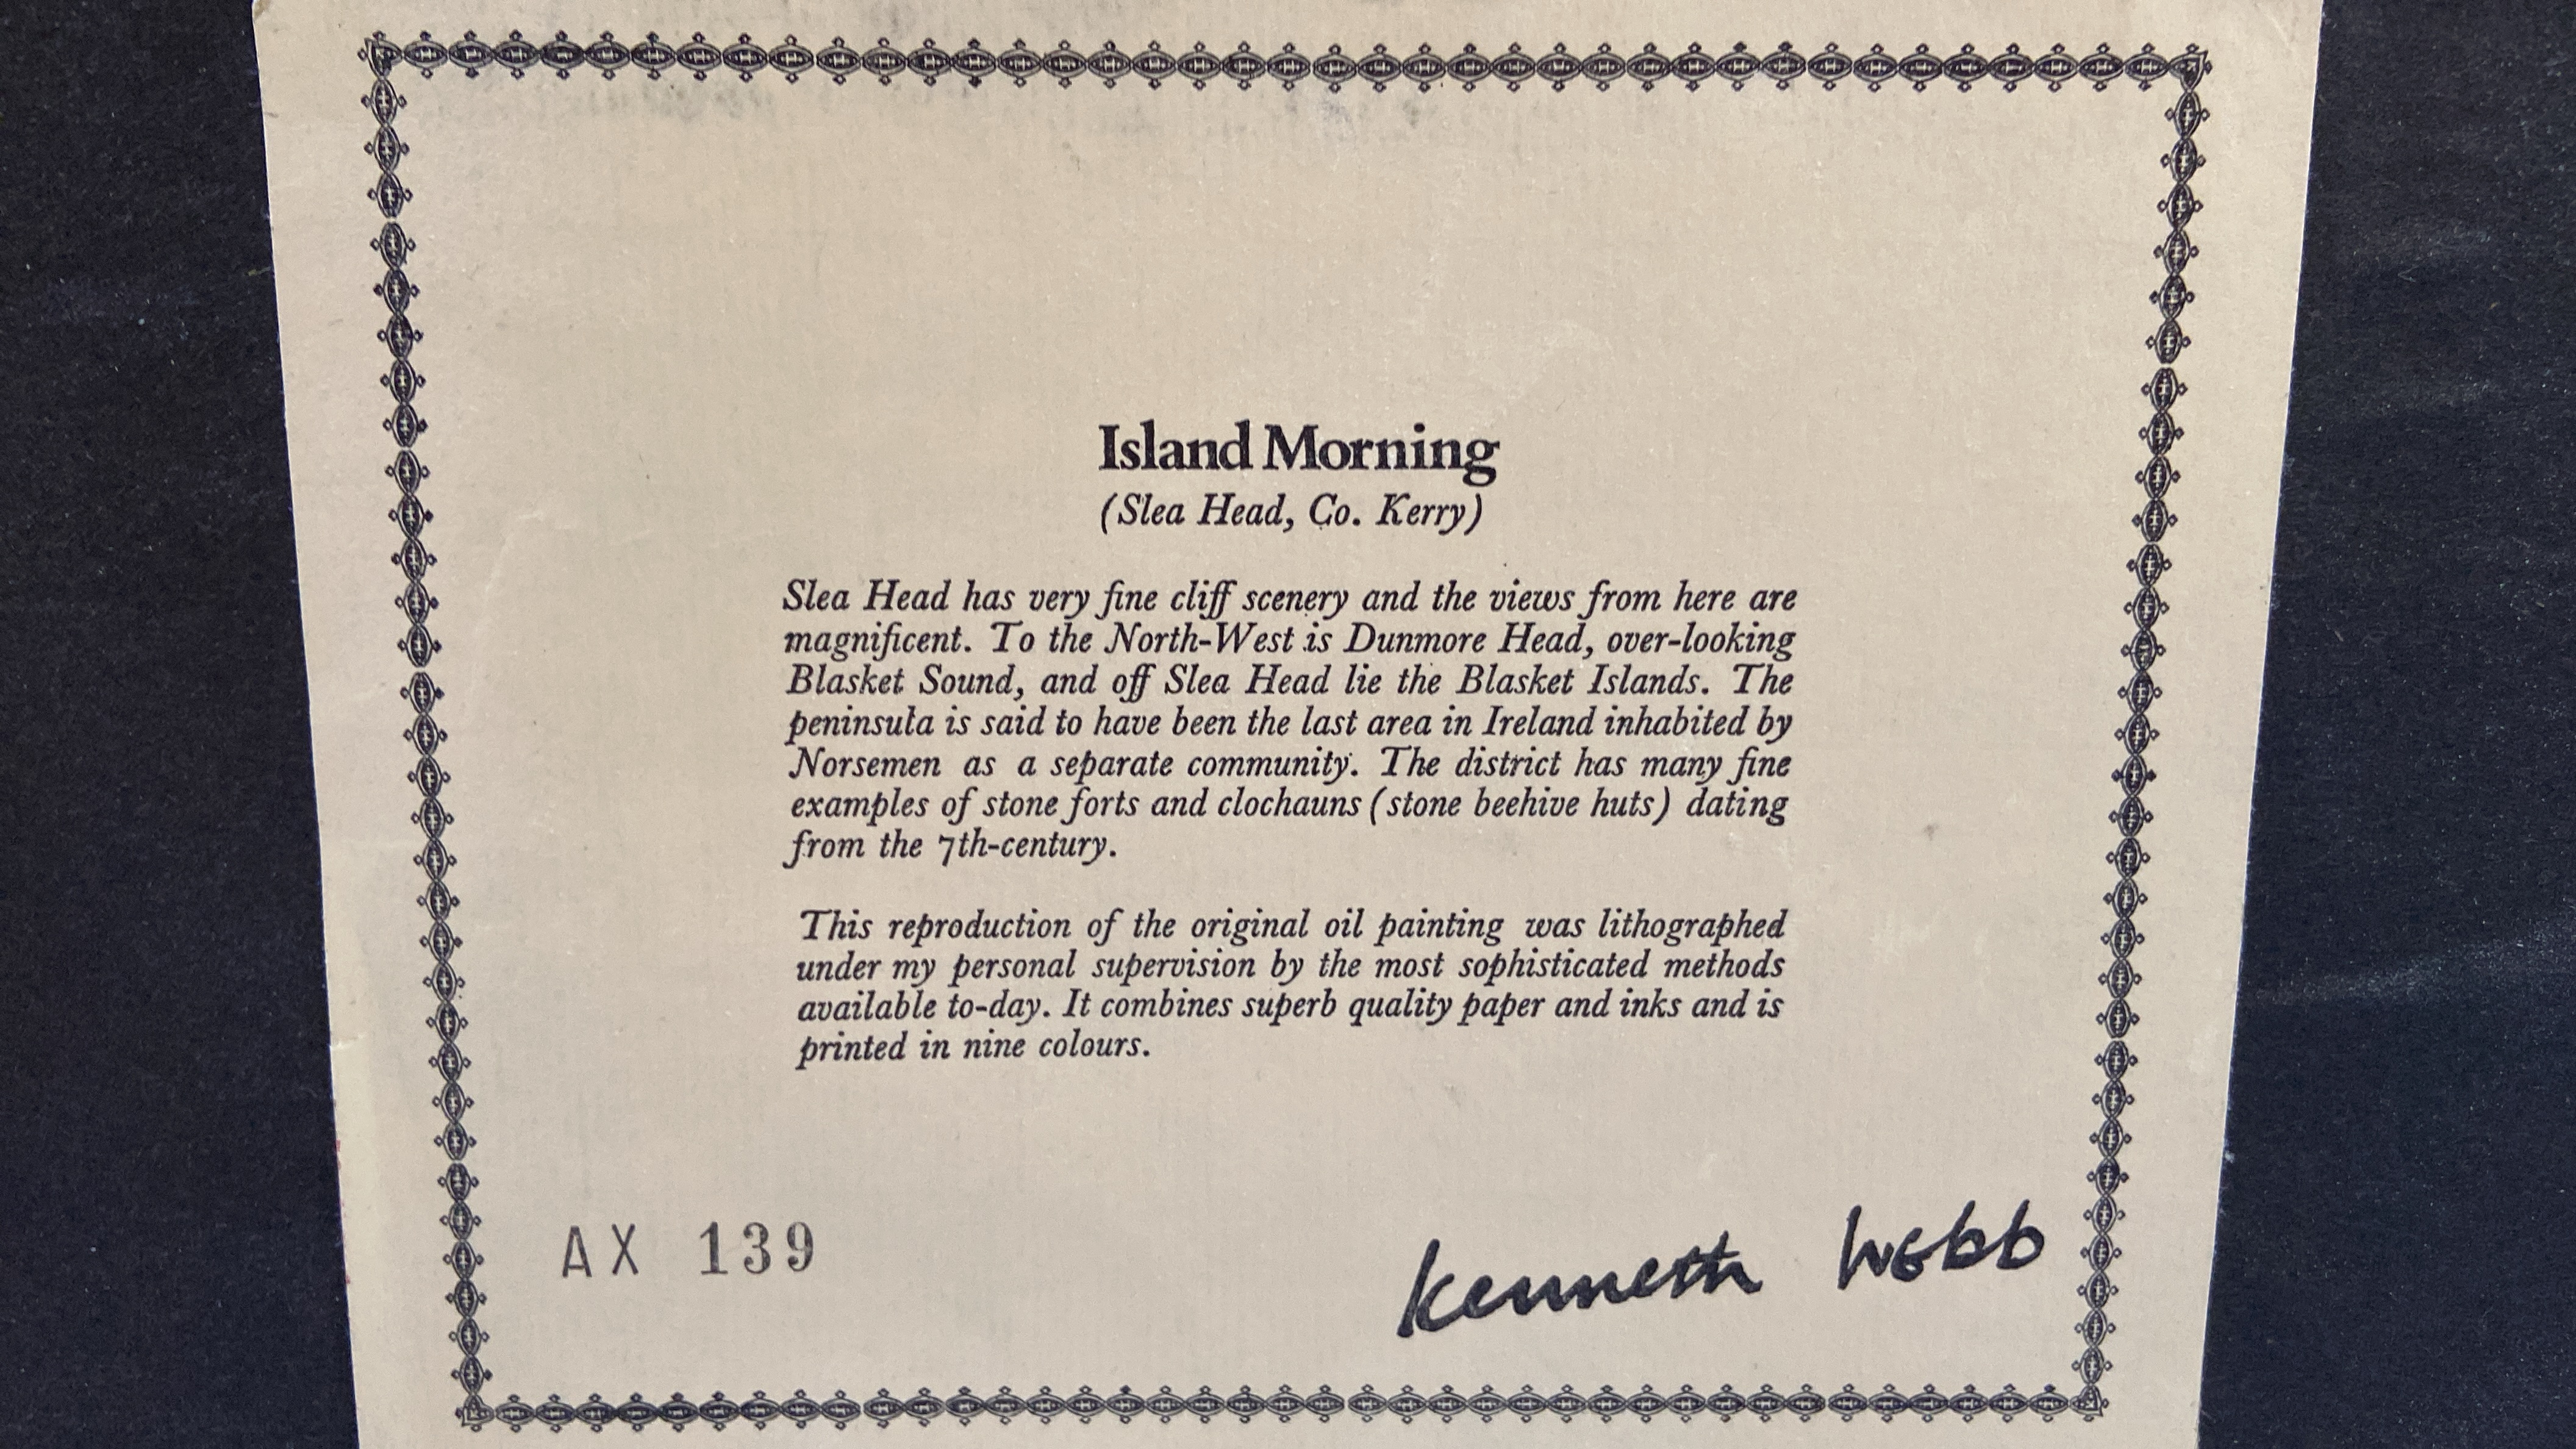 Island Morning
(Slea Head, Co. Kerry)
Slea Head has very fine cliff scenery and the views from here are
magnificent. To the North-West is Dunmore Head, over-looking
Blasket Sound, and off Slea Head lie the Blasket Islands. The
peninsula is said to have been the last area in Ireland inhabited by
Norsemen as a separate community. The district has many fine
examples of stone forts and clochauns (stone beehive huts) dating
from the 7th-century.
This reproduction of the original oil painting was lithographed
under my personal supervision by the most sophisticated methods
available to-day. It combines superb quality paper and inks and is
printed in nine colours.
AX 139
Kenneth Webb